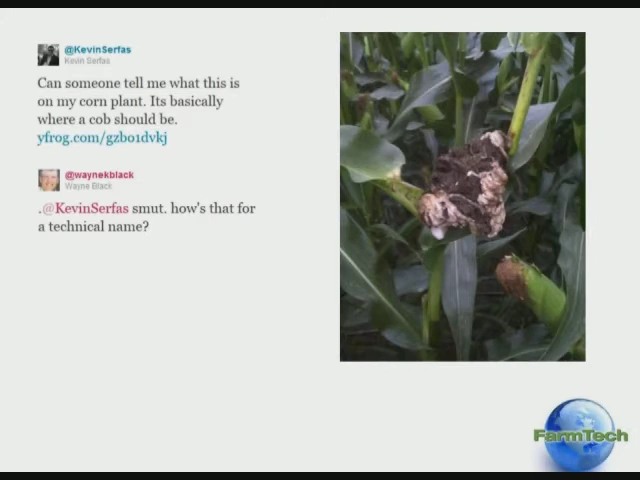 @KevinSerfas
Kevin Serfas
Can someone tell me what this is
on my corn plant. Its basically
where a cob should be.
yfrog.com/gzbo1dvkj
@waynekblack
Wayne Black
.@KevinSerfas smut. how's that for
a technical name?
FarmTech